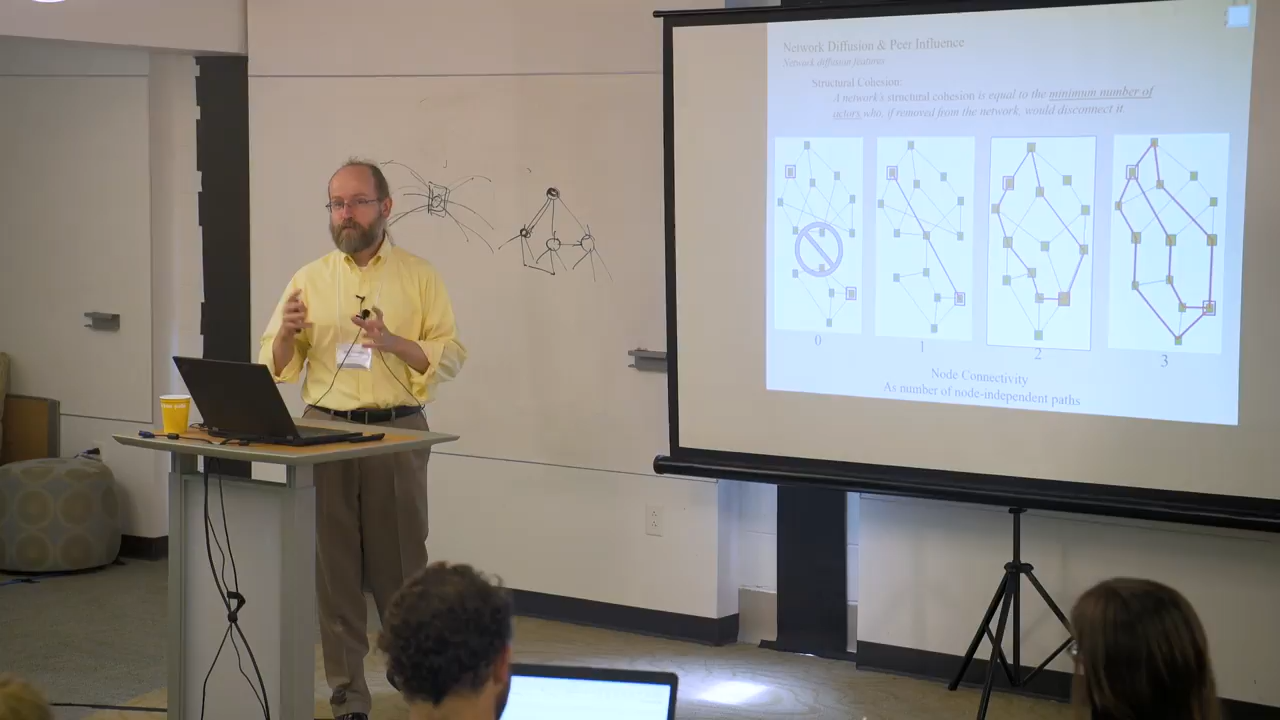 Network Diffusion & Peer Influence
Network diffusion features
Structural Cohesion:
A network's structural cohesion is equal to the minimum number of
actors who, if removed from the network, would disconnect it.
0
1
2
3
Node Connectivity
As number of node-independent paths